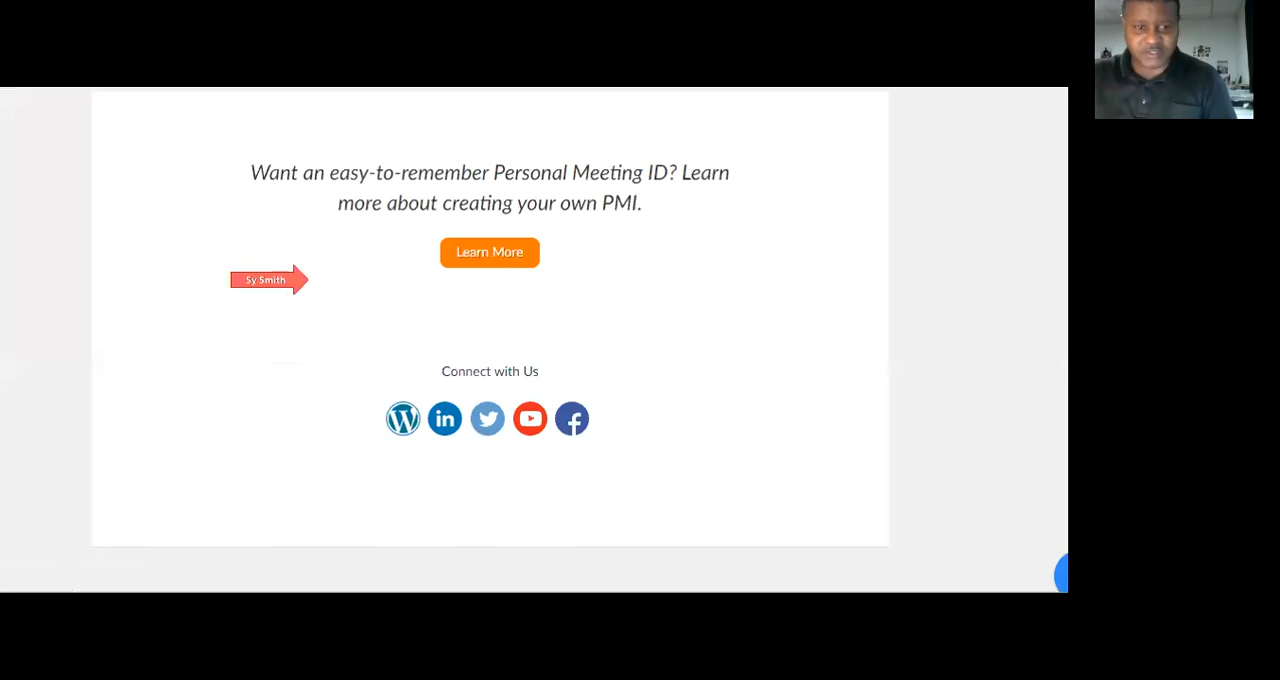 Want an easy-to-remember Personal Meeting ID? Learn
more about creating your own PMI.
Learn More
Sy Smith
Connect with Us